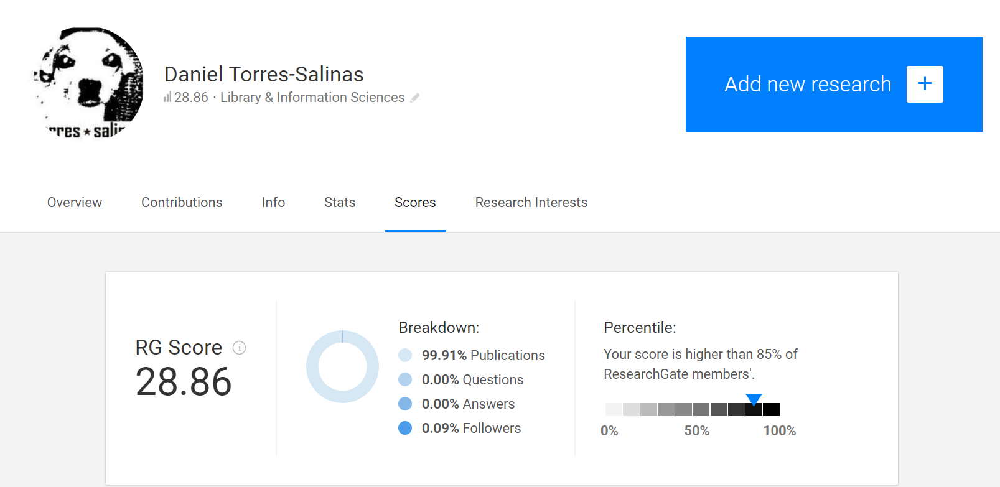 rres ★ salin
Daniel Torres-Salinas
28.86 · Library & Information Sciences
Add new research +
Overview
Contributions
Info
Stats
Scores
Research Interests
RG Score i
28.86
Breakdown:
99.91% Publications
0.00% Questions
0.00% Answers
0.09% Followers
Percentile:
Your score is higher than 85% of
ResearchGate members'.
0% 50% 100%